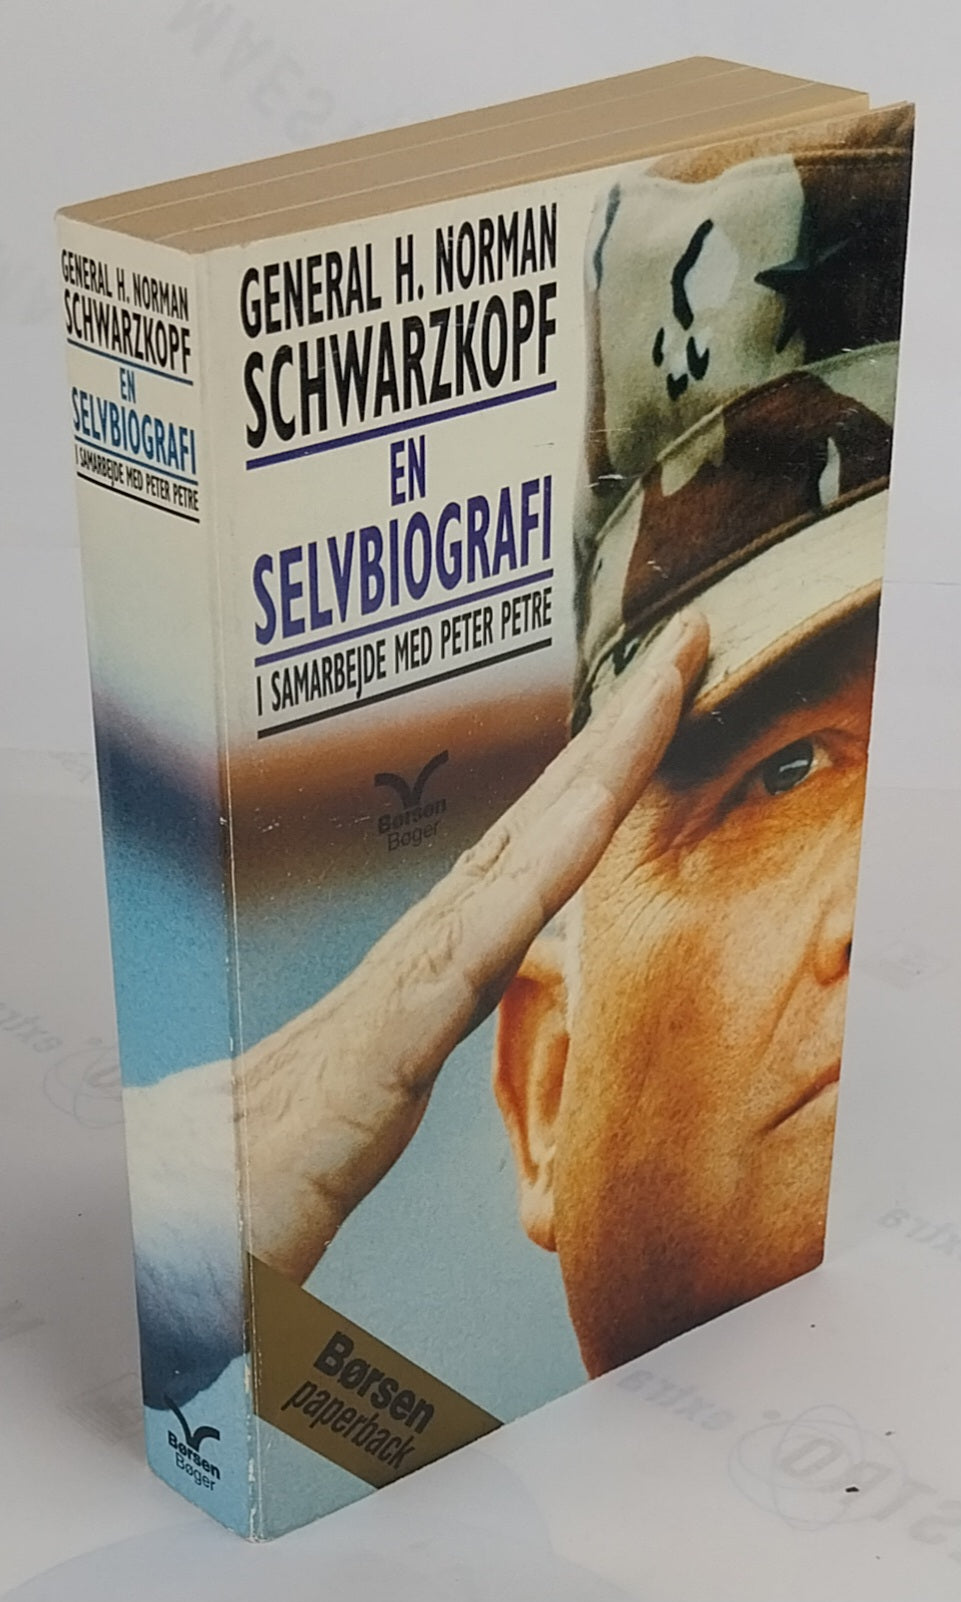 GENERAL H. NORMAN
SCHWARZKOPF
EN
SELVBIOGRAFI
I SAMARBEJDE MED PETER PETRE
Børsen
Bøger
GENERAL H. NORMAN
SCHWARZKOPF
EN
SELVBIOGRAFI
I SAMARBEJDE MED PETER PETRE
Børsen
Bøger
Børsen
paperback